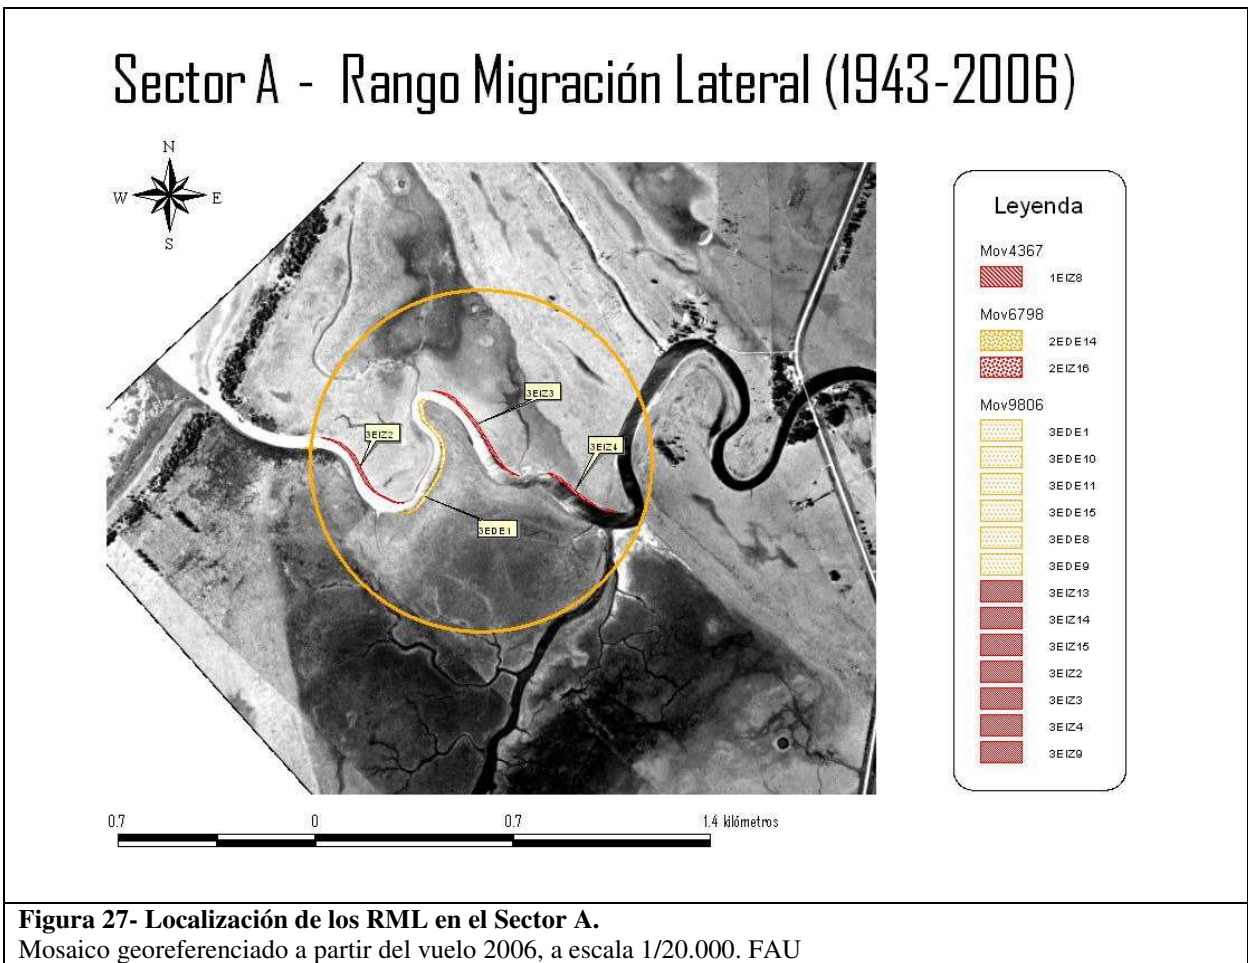 Sector A - Rango Migración Lateral (1943-2006)
N
W
E
S
3EIZ3
3EIZ2
3EIZ4
3EDE1
Leyenda
Mov4367
1EIZ8
Mov6798
2EDE14
2EIZ16
Mov9806
3EDE1
3EDE10
3EDE11
3EDE15
3EDE8
3EDE9
3EIZ13
3EIZ14
3EIZ15
3EIZ2
3EIZ3
3EIZ4
3EIZ9
0.7 0 0.7 1.4 kilómetros
Figura 27- Localización de los RML en el Sector A.
Mosaico georeferenciado a partir del vuelo 2006, a escala 1/20.000. FAU